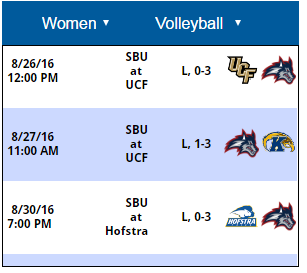 Women ▼ Volleyball ▼
8/26/16
12:00 PM
SBU
at
UCF
L, 0-3
UCF
8/27/16
11:00 AM
SBU
at
UCF
L, 1-3
K
8/30/16
7:00 PM
SBU
at
Hofstra
L, 0-3
HOFSTRA